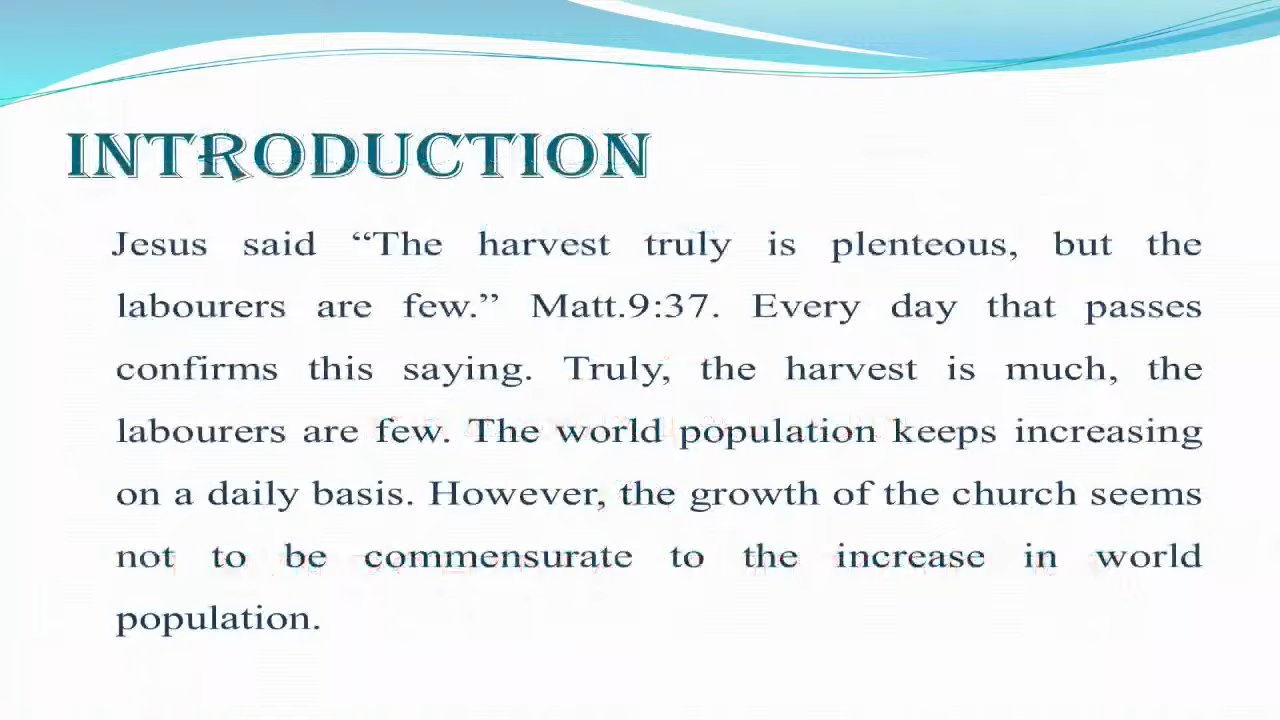 INTRODUCTION
Jesus said “The harvest truly is plenteous, but the
labourers are few.” Matt.9:37. Every day that passes
confirms this saying. Truly, the harvest is much, the
labourers are few. The world population keeps increasing
on a daily basis. However, the growth of the church seems
not to be commensurate to the increase in world
population.